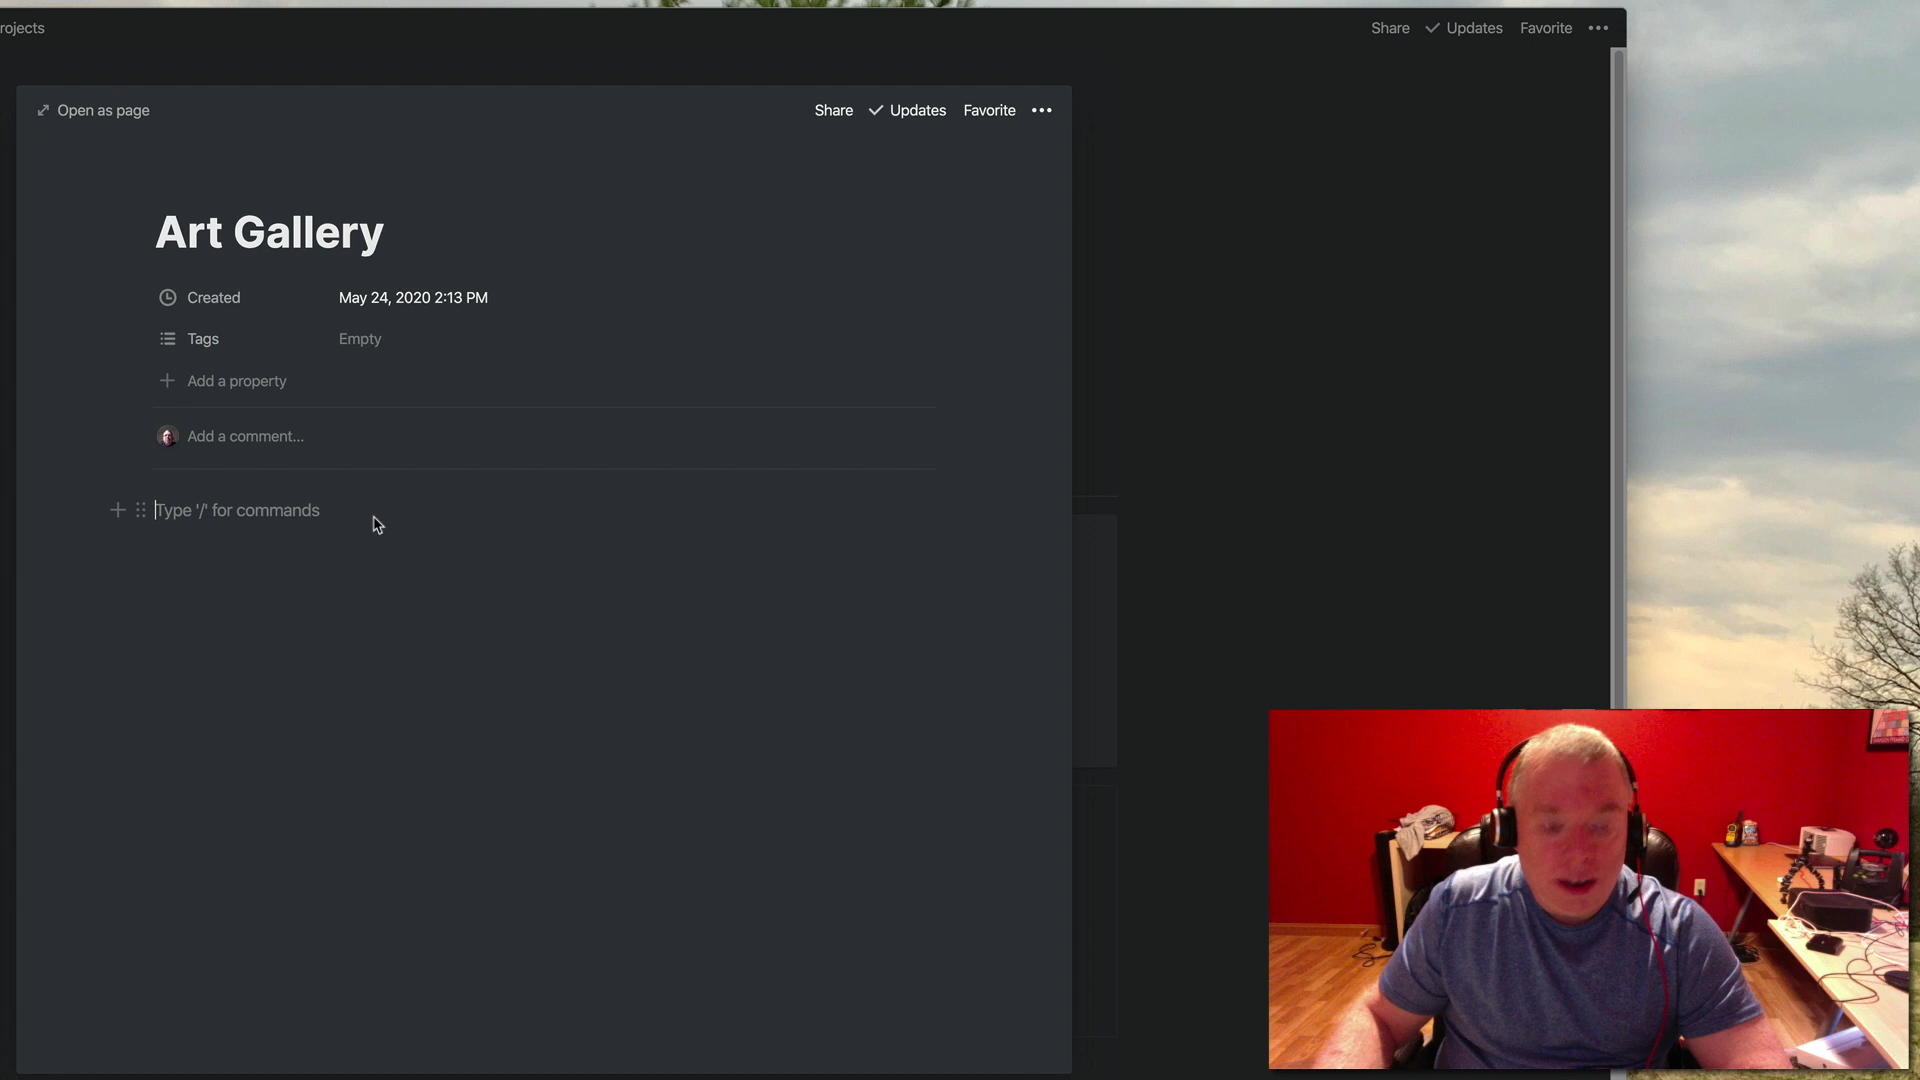 rojects
Share Updates Favorite
Open as page
Share Updates Favorite
Art Gallery
Created May 24, 2020 2:13 PM
Tags Empty
Add a property
Add a comment...
Type '/' for commands